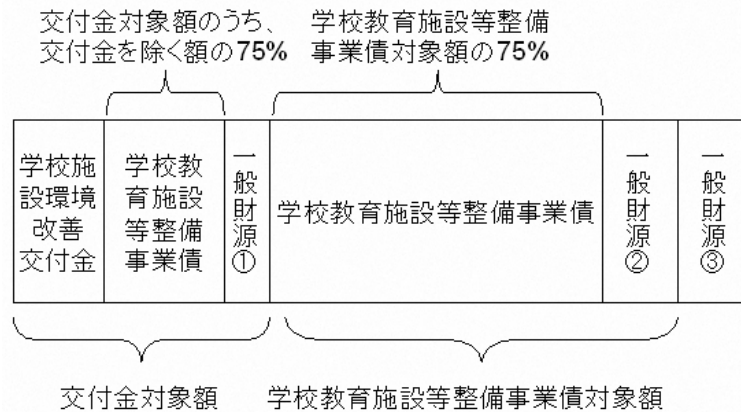 交付金対象額のうち、
交付金を除く額の75%
学校教育施設等整備
事業債対象額の75%
学校施
設環境
改善
交付金
学校教
育施設
等整備
事業債
一般財源①
学校教育施設等整備事業債
一般財源②
一般財源③
交付金対象額
学校教育施設等整備事業債対象額